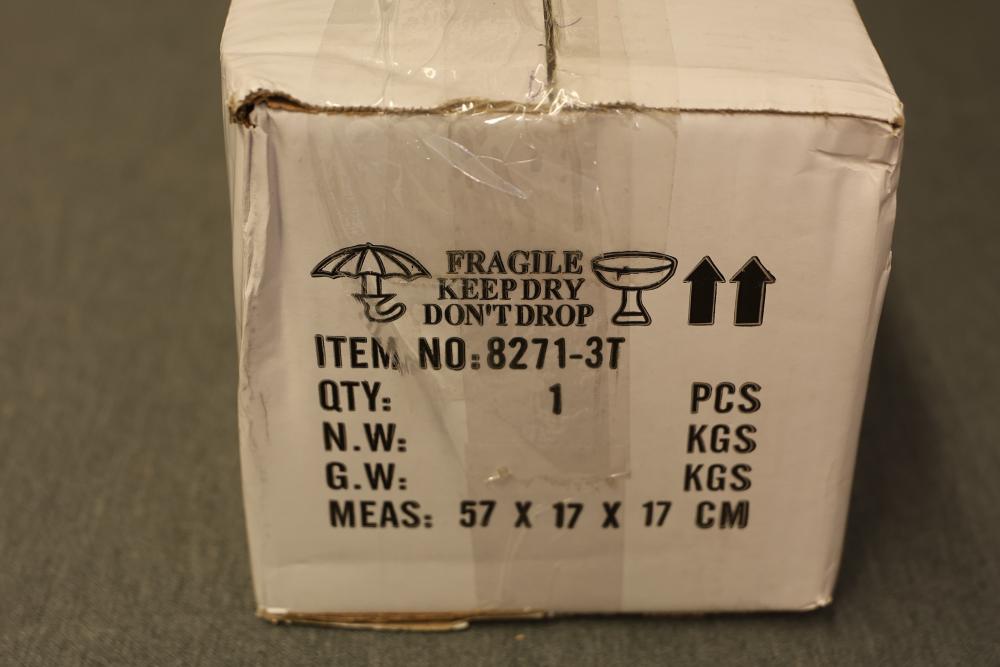 FRAGILE
KEEP DRY
DON'T DROP
ITEM NO:8271-3T
QTY: 1 PCS
N.W: KGS
G.W: KGS
MEAS: 57 X 17 X 17 CM